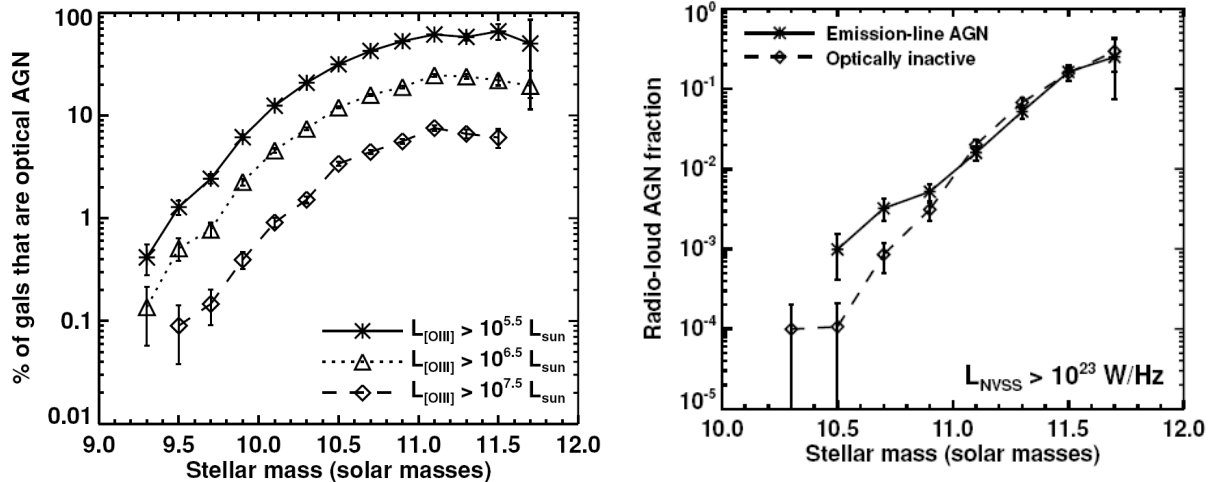 % of gals that are optical AGN
100
10
1
0.1
0.01
L[OIII] > 10^5.5 Lsun
L[OIII] > 10^6.5 Lsun
L[OIII] > 10^7.5 Lsun
9.0 9.5 10.0 10.5 11.0 11.5 12.0
Stellar mass (solar masses)
Radio-loud AGN fraction
10^0
10^-1
10^-2
10^-3
10^-4
10^-5
Emission-line AGN
Optically inactive
LNVSS > 10^23 W/Hz
10.0 10.5 11.0 11.5 12.0
Stellar mass (solar masses)